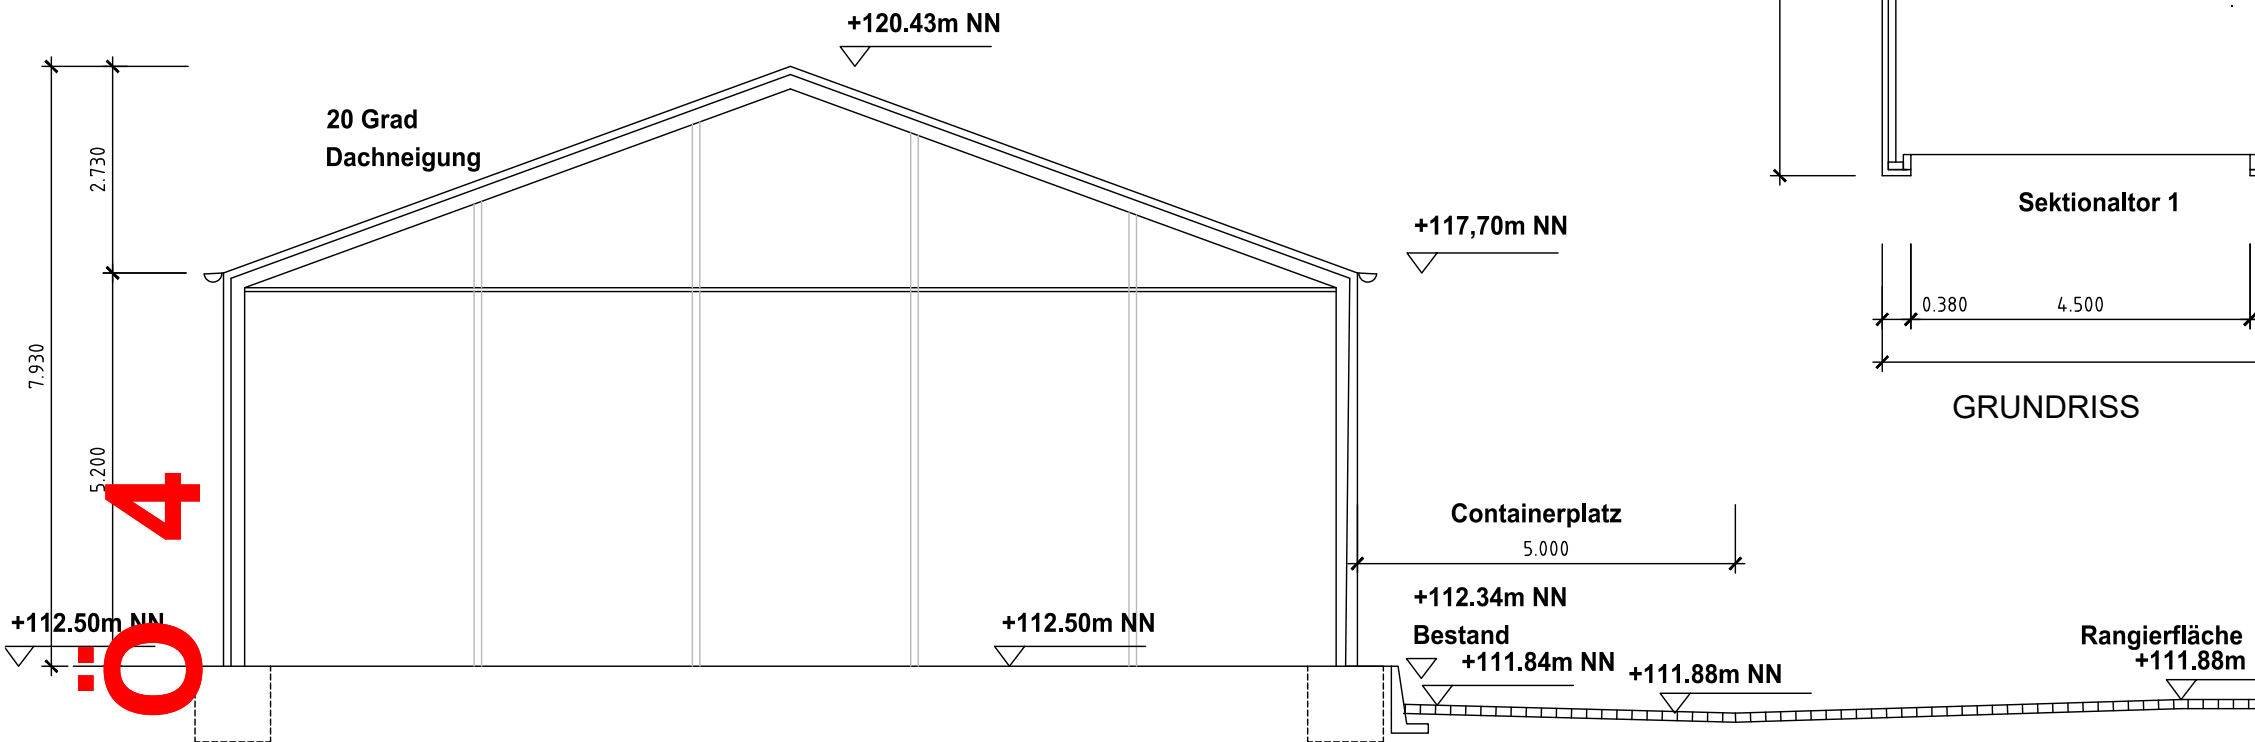 +120.43m NN
20 Grad
Dachneigung
2.730
Sektionaltor 1
+117,70m NN
0.380
4.500
7.930
GRUNDRISS
5.200
Ö 4
Containerplatz
5.000
+112.34m NN
Bestand
+112.50m NN
+112.50m NN
+111.84m NN
+111.88m NN
Rangierfläche
+111.88m